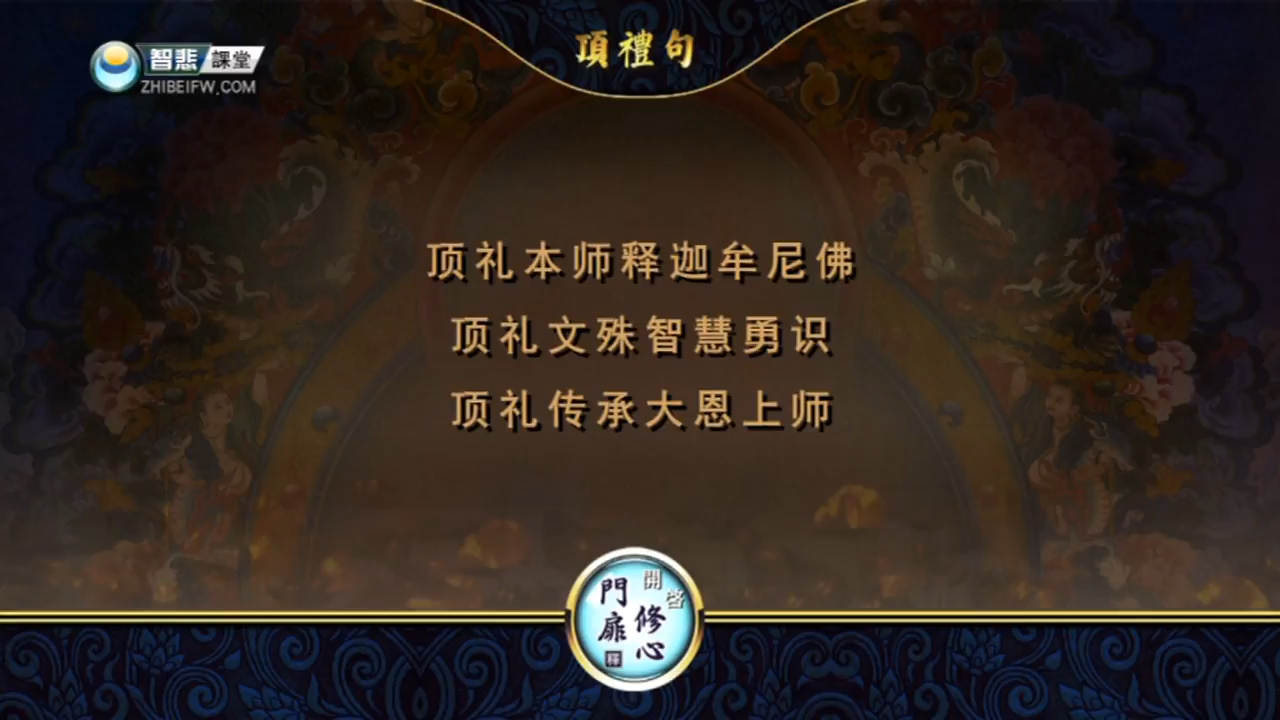 頂禮句
智悲課堂
ZHIBEIFW.COM
顶礼本师释迦牟尼佛
顶礼文殊智慧勇识
顶礼传承大恩上师
開啓
修心
門扉